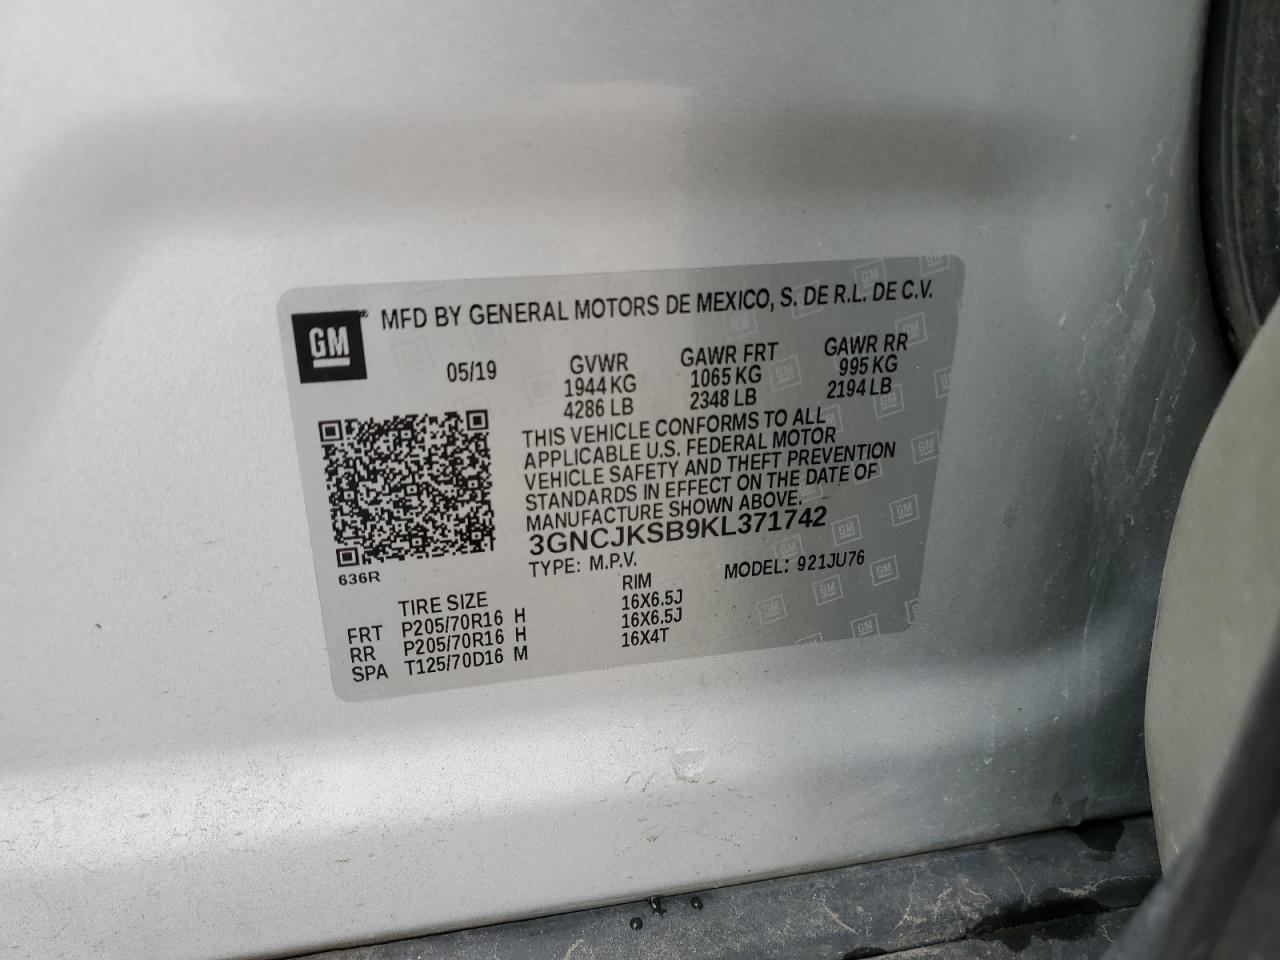 GM® MFD BY GENERAL MOTORS DE MEXICO, S. DE R.L. DE C.V.
05/19 GVWR GAWR FRT GAWR RR
1944 KG 1065 KG 995 KG
4286 LB 2348 LB 2194 LB
THIS VEHICLE CONFORMS TO ALL
APPLICABLE U.S. FEDERAL MOTOR
VEHICLE SAFETY AND THEFT PREVENTION
STANDARDS IN EFFECT ON THE DATE OF
MANUFACTURE SHOWN ABOVE.
3GNCJKSB9KL371742
636R TYPE: M.P.V. MODEL: 921JU76
TIRE SIZE RIM
FRT P205/70R16 H 16X6.5J
RR P205/70R16 H 16X6.5J
SPA T125/70D16 M 16X4T